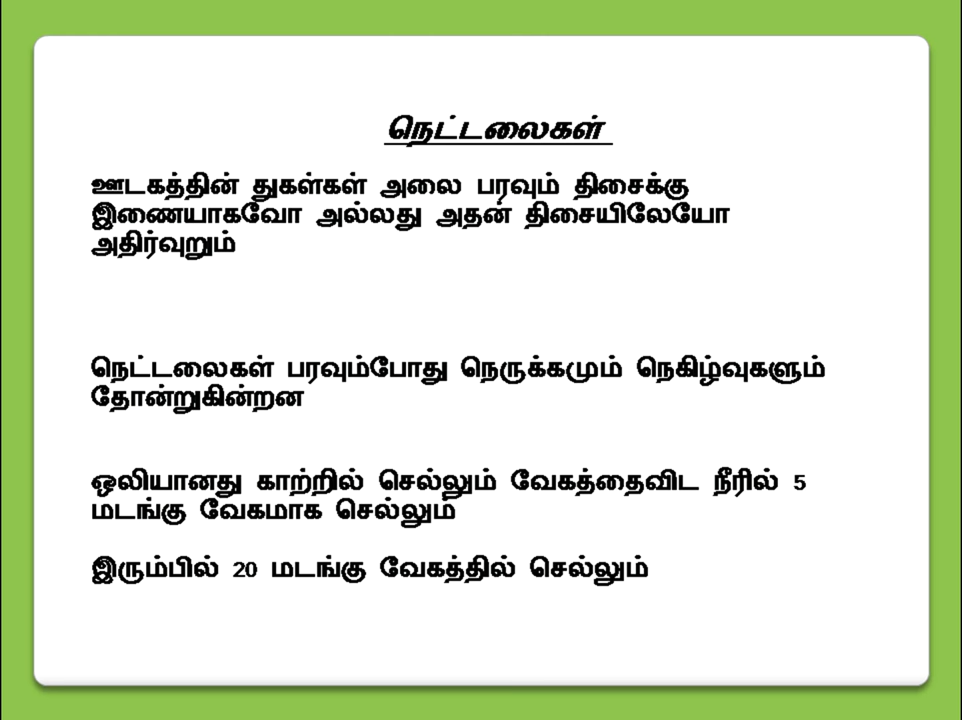 நெட்டலைகள்
ஊடகத்தின் துகள்கள் அலை பரவும் திசைக்கு
இணையாகவோ அல்லது அதன் திசையிலேயோ
அதிர்வுறும்
நெட்டலைகள் பரவும்போது நெருக்கமும் நெகிழ்வுகளும்
தோன்றுகின்றன
ஒலியானது காற்றில் செல்லும் வேகத்தைவிட நீரில் 5
மடங்கு வேகமாக செல்லும்
இரும்பில் 20 மடங்கு வேகத்தில் செல்லும்